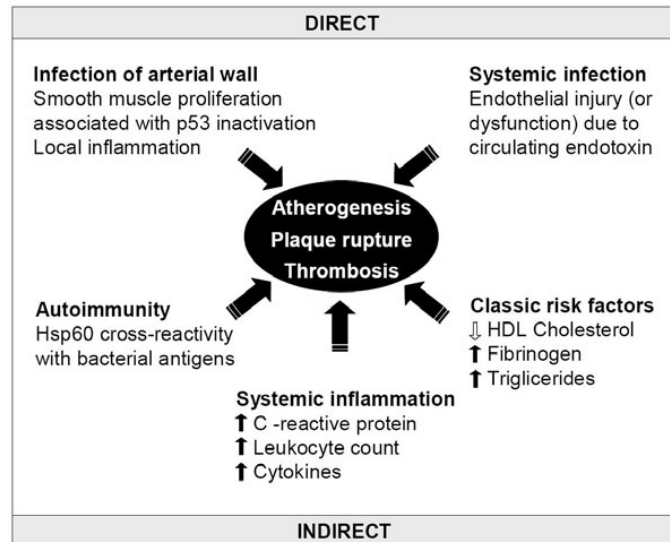 DIRECT
Infection of arterial wall
Smooth muscle proliferation
associated with p53 inactivation
Local inflammation
Systemic infection
Endothelial injury (or
dysfunction) due to
circulating endotoxin
Atherogenesis
Plaque rupture
Thrombosis
Autoimmunity
Hsp60 cross-reactivity
with bacterial antigens
Systemic inflammation
⬆ C -reactive protein
⬆ Leukocyte count
⬆ Cytokines
Classic risk factors
⇩ HDL Cholesterol
⬆ Fibrinogen
⬆ Triglicerides
INDIRECT